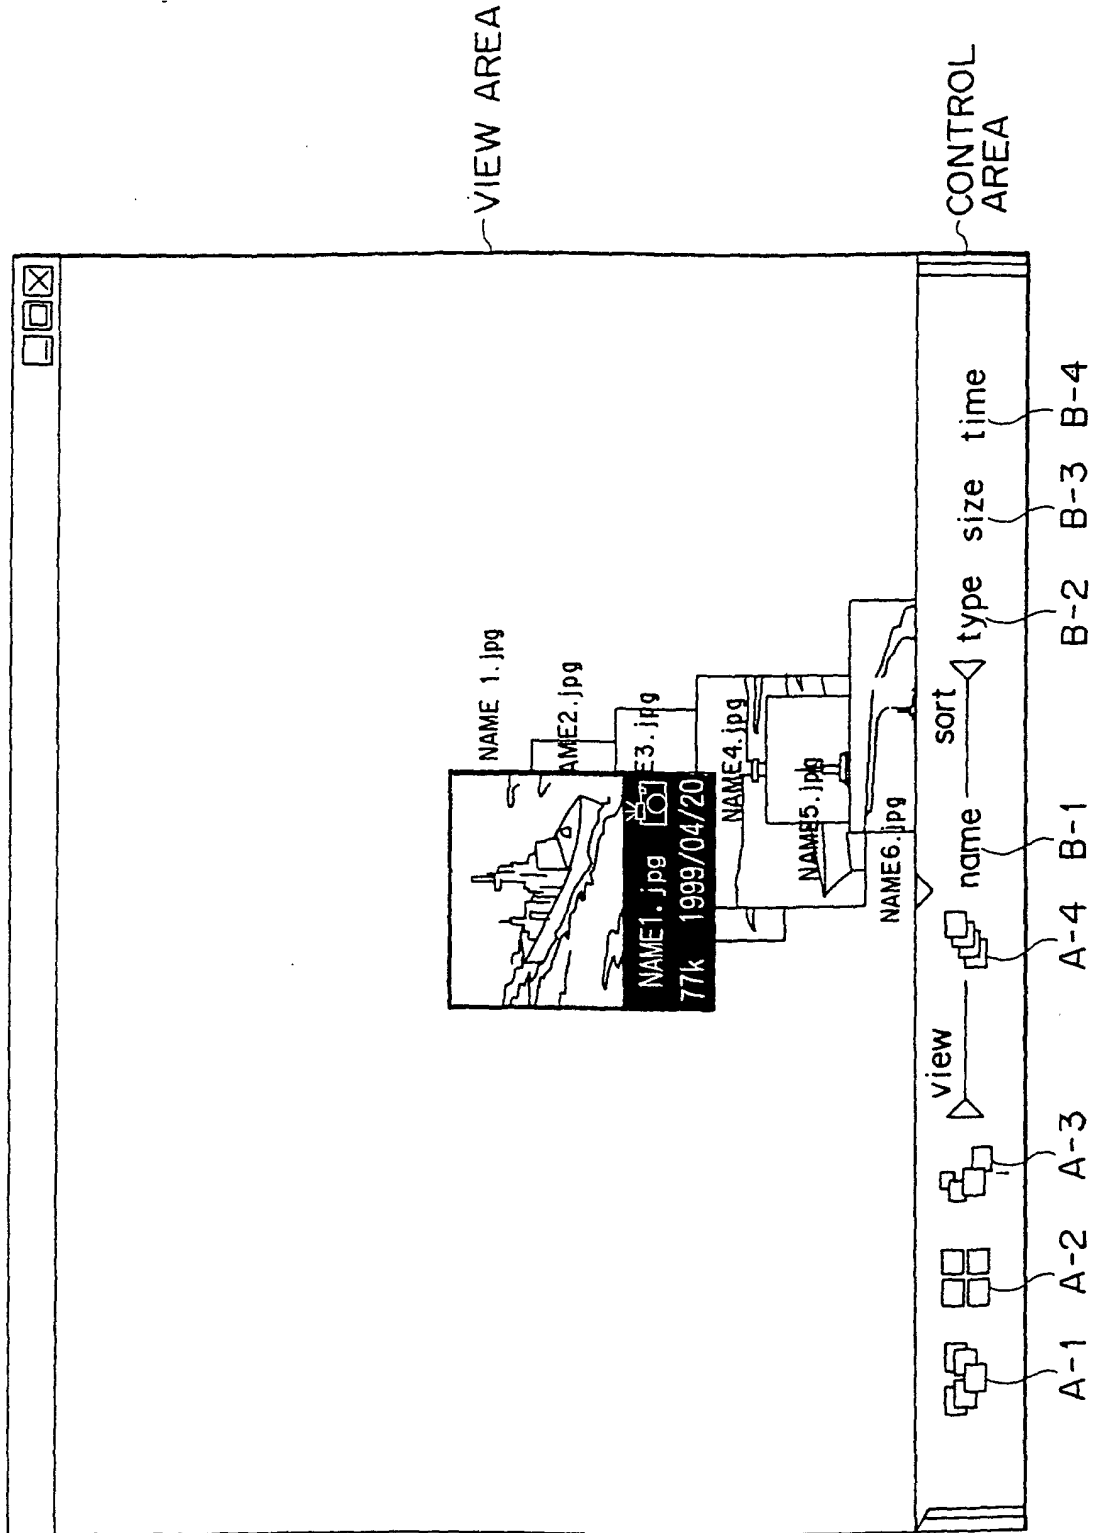 VIEW AREA
NAME 1.jpg
AME2.jpg
E3.jpg
NAME1.jpg
77k 1999/04/20
NAME4.jpg
NAME5.jpg
NAME6.jpg
view
sort
name
type
size
time
CONTROL
AREA
A-1
A-2
A-3
A-4
B-1
B-2
B-3
B-4